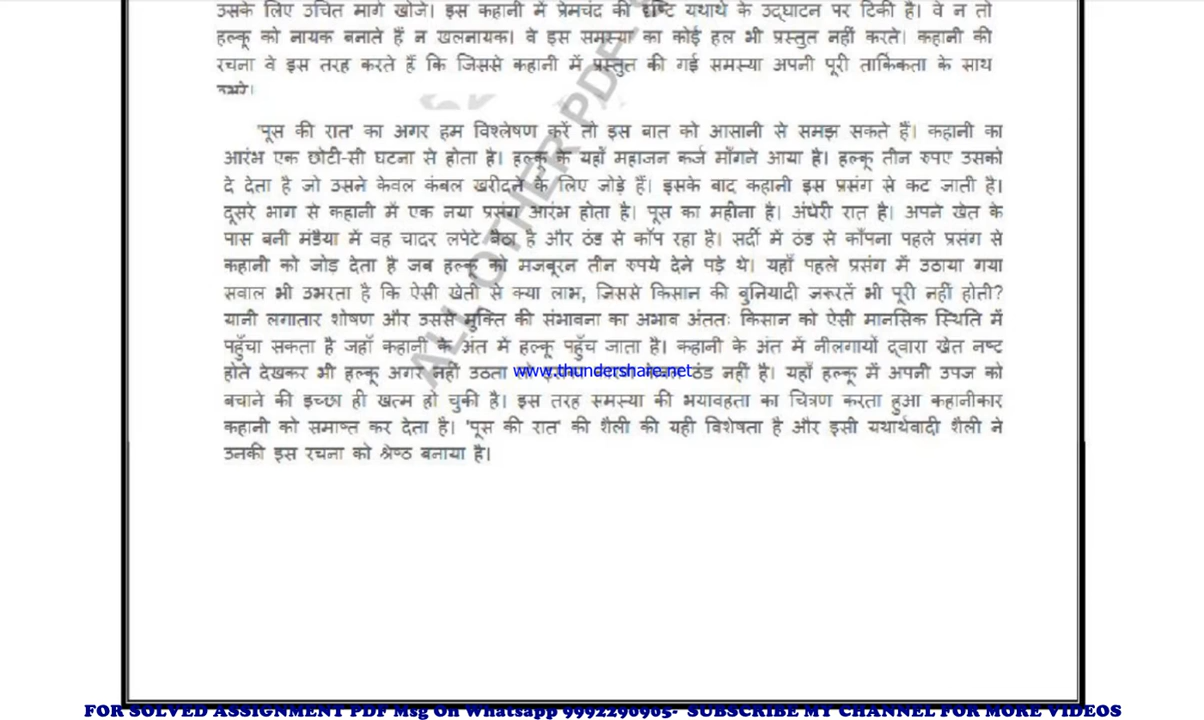 उसके लिए उचित मार्ग खोजे। इस कहानी में प्रेमचंद की दृष्टि यथार्थ के उद्घाटन पर टिकी है। वे न तो
हल्कू को नायक बनाते हैं न खलनायक। वे इस समस्या का कोई हल भी प्रस्तुत नहीं करते। कहानी की
रचना वे इस तरह करते हैं कि जिससे कहानी में प्रस्तुत की गई समस्या अपनी पूरी तार्किकता के साथ
उभरे।
'पूस की रात' का अगर हम विश्लेषण करें तो इस बात को आसानी से समझ सकते हैं। कहानी का
आरंभ एक छोटी-सी घटना से होता है। हल्कू के यहाँ महाजन कर्ज माँगने आया है। हल्कू तीन रुपए उसको
दे देता है जो उसने केवल कंबल खरीदने के लिए जोड़े हैं। इसके बाद कहानी इस प्रसंग से कट जाती है।
दूसरे भाग से कहानी में एक नया प्रसंग आरंभ होता है। पूस का महीना है। अंधेरी रात है। अपने खेत के
पास बनी मंडैया में वह चादर लपेटे बैठा है और ठंड से काँप रहा है। सर्दी में ठंड से काँपना पहले प्रसंग से
कहानी को जोड़ देता है जब हल्कू को मजबूरन तीन रुपये देने पड़े थे। यहाँ पहले प्रसंग में उठाया गया
सवाल भी उभरता है कि ऐसी खेती से क्या लाभ, जिससे किसान की बुनियादी जरूरतें भी पूरी नहीं होती?
यानी लगातार शोषण और उससे मुक्ति की संभावना का अभाव अंततः किसान को ऐसी मानसिक स्थिति में
पहुँचा सकता है जहाँ कहानी के अंत में हल्कू पहुँच जाता है। कहानी के अंत में नीलगायों द्वारा खेत नष्ट
होते देखकर भी हल्कू अगर नहीं उठता www.thundershare.net ठंड नहीं है। यहाँ हल्कू में अपनी उपज को
बचाने की इच्छा ही खत्म हो चुकी है। इस तरह समस्या की भयावहता का चित्रण करता हुआ कहानीकार
कहानी को समाप्त कर देता है। 'पूस की रात' की शैली की यही विशेषता है और इसी यथार्थवादी शैली ने
उनकी इस रचना को श्रेष्ठ बनाया है।
ALL OTHER PDF
FOR SOLVED ASSIGNMENT PDF Msg On Whatsapp 9992290905- SUBSCRIBE MY CHANNEL FOR MORE VIDEOS